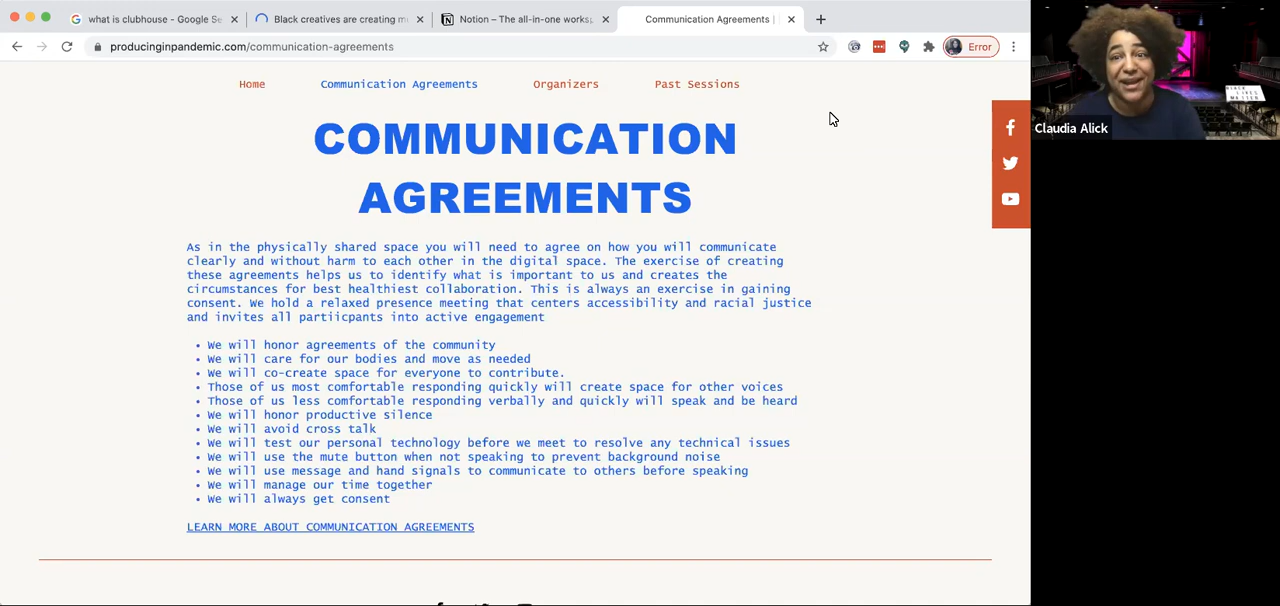 what is clubhouse - Google Se
Black creatives are creating m
Notion – The all-in-one works
Communication Agreements |
producinginpandemic.com/communication-agreements
Error
Home
Communication Agreements
Organizers
Past Sessions
COMMUNICATION
AGREEMENTS
As in the physically shared space you will need to agree on how you will communicate
clearly and without harm to each other in the digital space. The exercise of creating
these agreements helps us to identify what is important to us and creates the
circumstances for best healthiest collaboration. This is always an exercise in gaining
consent. We hold a relaxed presence meeting that centers accessibility and racial justice
and invites all partiicpants into active engagement
• We will honor agreements of the community
• We will care for our bodies and move as needed
• We will co-create space for everyone to contribute.
• Those of us most comfortable responding quickly will create space for other voices
• Those of us less comfortable responding verbally and quickly will speak and be heard
• We will honor productive silence
• We will avoid cross talk
• We will test our personal technology before we meet to resolve any technical issues
• We will use the mute button when not speaking to prevent background noise
• We will use message and hand signals to communicate to others before speaking
• We will manage our time together
• We will always get consent
LEARN MORE ABOUT COMMUNICATION AGREEMENTS
BLACK
LIVES
MATTER
Claudia Alick